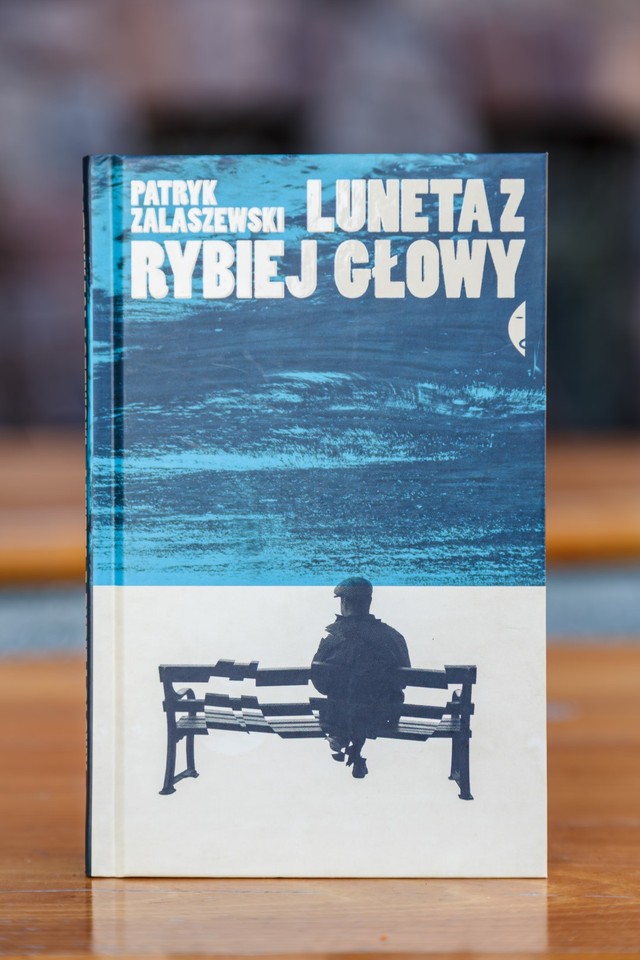 PATRYK
ZALASZEWSKI
LUNETA Z
RYBIEJ GŁOWY